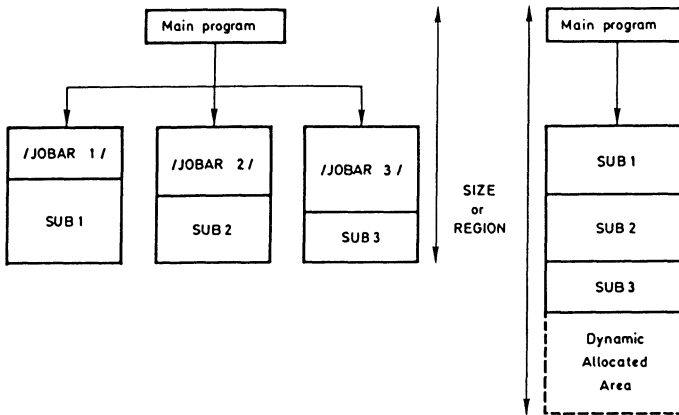 Main program
/JOBAR 1 /
SUB 1
/JOBAR 2 /
SUB 2
/JOBAR 3 /
SUB 3
SIZE
or
REGION
Main program
SUB 1
SUB 2
SUB 3
Dynamic
Allocated
Area